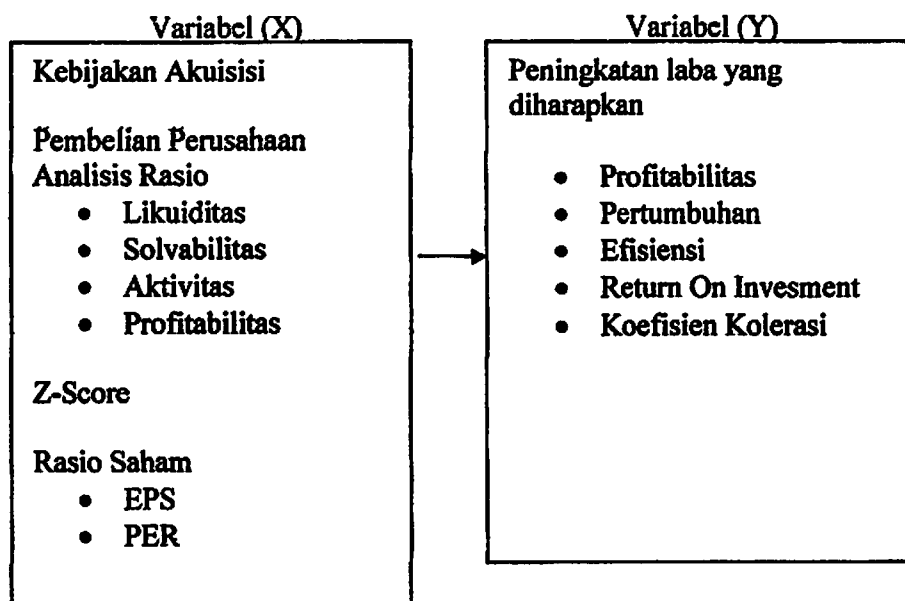 Variabel (X)
Kebijakan Akuisisi
Pembelian Perusahaan
Analisis Rasio
• Likuiditas
• Solvabilitas
• Aktivitas
• Profitabilitas
Z-Score
Rasio Saham
• EPS
• PER
Variabel (Y)
Peningkatan laba yang
diharapkan
• Profitabilitas
• Pertumbuhan
• Efisiensi
• Return On Invesment
• Koefisien Kolerasi